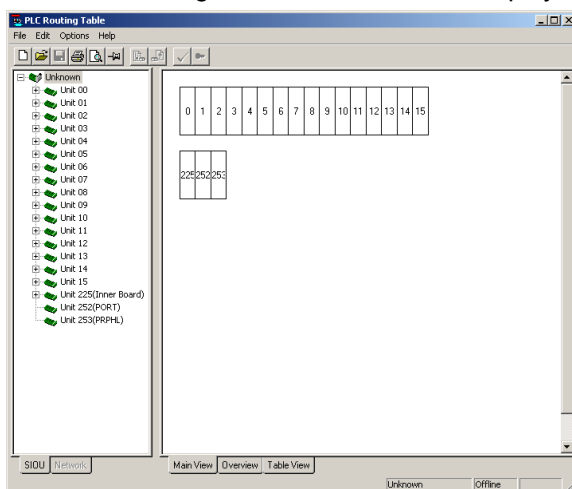 PLC Routing Table
File Edit Options Help
Unknown
Unit 00
Unit 01
Unit 02
Unit 03
Unit 04
Unit 05
Unit 06
Unit 07
Unit 08
Unit 09
Unit 10
Unit 11
Unit 12
Unit 13
Unit 14
Unit 15
Unit 225(Inner Board)
Unit 252(PORT)
Unit 253(PRPHL)
0 1 2 3 4 5 6 7 8 9 10 11 12 13 14 15
225 252 253
SIOU Network
Main View Overview Table View
Unknown Offline